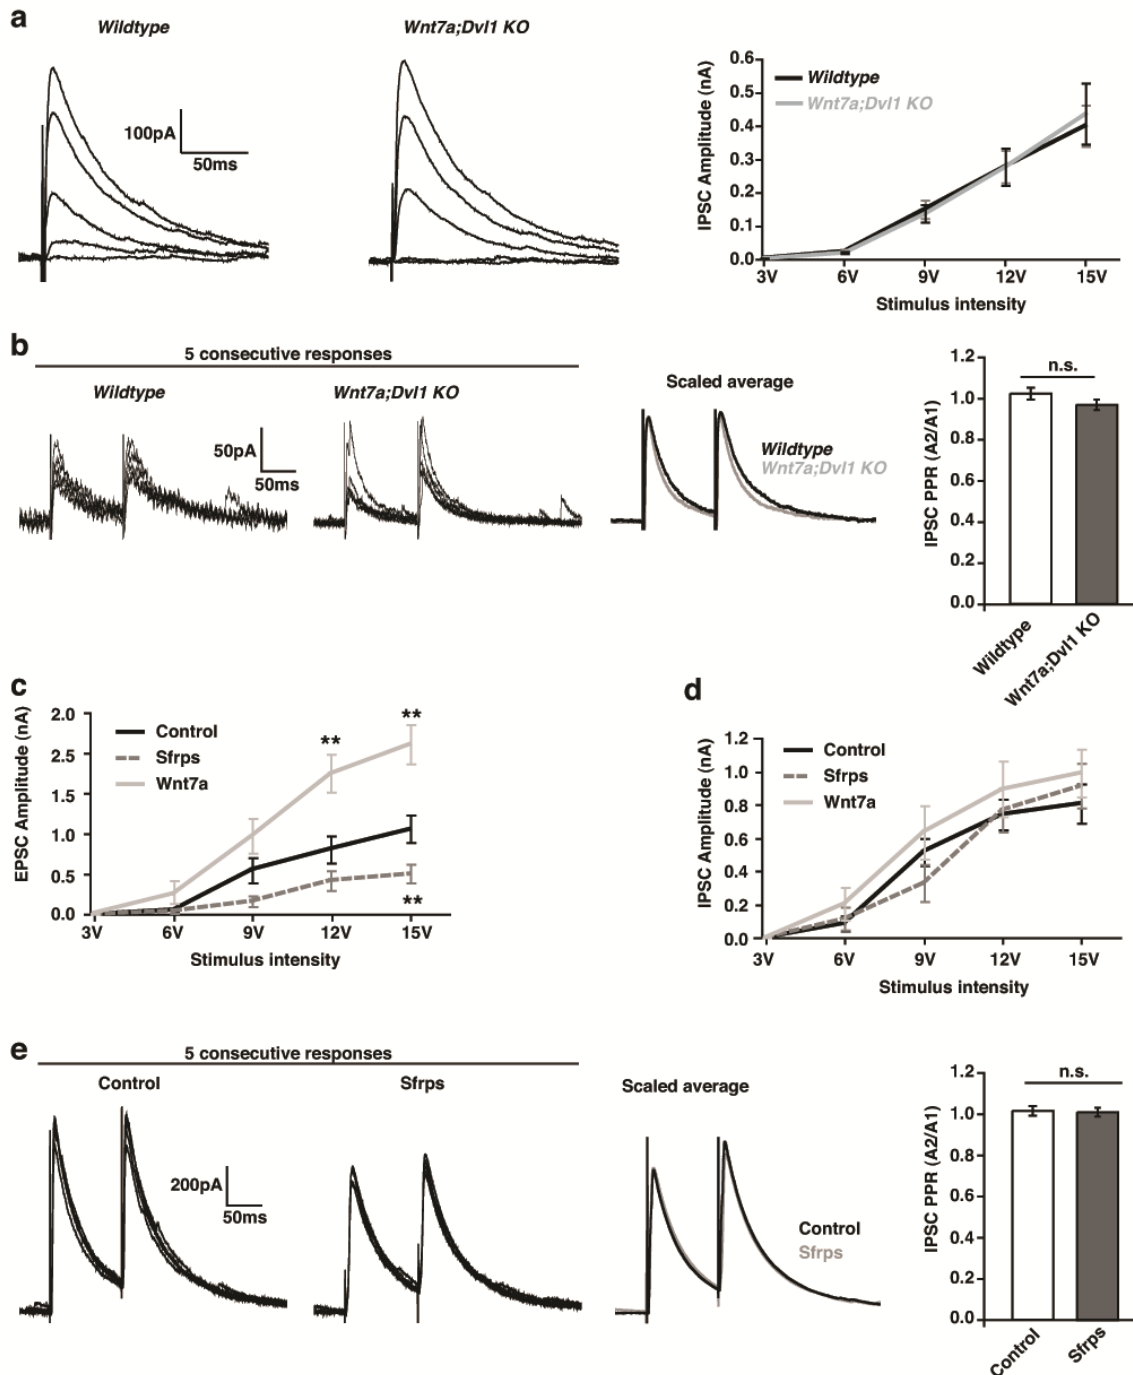 a
Wildtype
Wnt7a;Dvl1 KO
100pA
50ms
IPSC Amplitude (nA)
0.6
0.5
0.4
0.3
0.2
0.1
0.0
Wildtype
Wnt7a;Dvl1 KO
3V 6V 9V 12V 15V
Stimulus intensity
b
5 consecutive responses
Wildtype
Wnt7a;Dvl1 KO
50pA
50ms
Scaled average
Wildtype
Wnt7a;Dvl1 KO
IPSC PPR (A2/A1)
1.2
1.0
0.8
0.6
0.4
0.2
0.0
n.s.
Wildtype
Wnt7a;Dvl1 KO
c
EPSC Amplitude (nA)
2.0
2.5
1.5
1.0
0.5
0.0
Control
Sfrps
Wnt7a
**
**
**
3V 6V 9V 12V 15V
Stimulus intensity
d
IPSC Amplitude (nA)
1.2
1.2
1.0
0.8
0.6
0.4
0.2
0.0
Control
Sfrps
Wnt7a
3V 6V 9V 12V 15V
Stimulus intensity
e
5 consecutive responses
Control
Sfrps
200pA
50ms
Scaled average
Control
Sfrps
IPSC PPR (A2/A1)
1.2
1.0
0.8
0.6
0.4
0.2
0.0
n.s.
Control
Sfrps